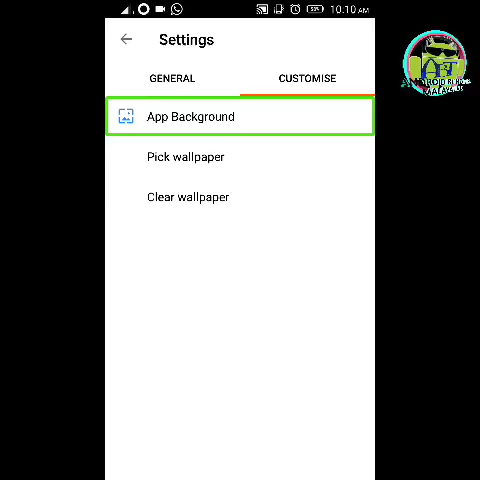 10.10 AM
Settings
GENERAL
CUSTOMISE
App Background
Pick wallpaper
Clear wallpaper